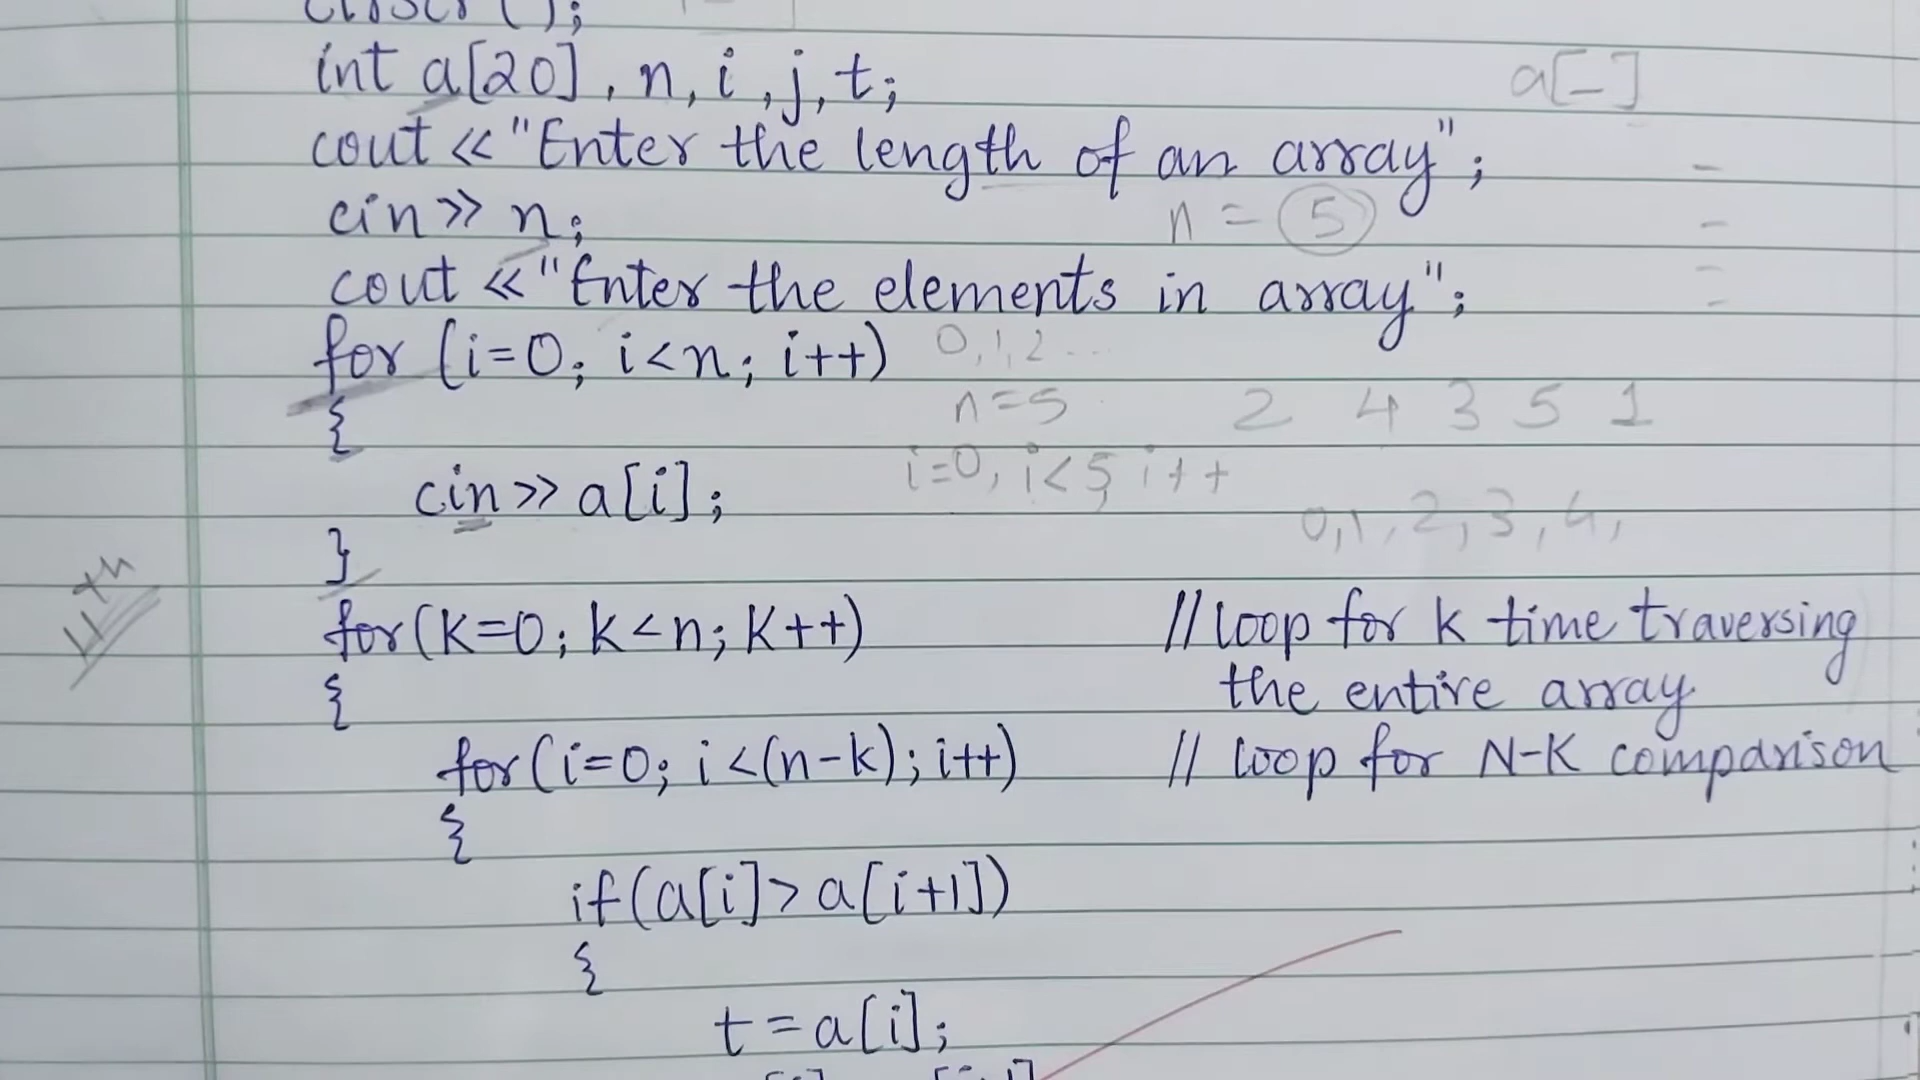 clrscr();
int a[20], n, i, j, t;
a[-]
cout << "Enter the length of an array";
cin >> n;
n = 5
cout << "Enter the elements in array";
for (i=0; i<n; i++)
0,1,2...
{
n=5
2 4 3 5 1
i=0, i<5, i++
cin >> a[i];
0,1,2,3,4,
}
11th
for(K=0; k<n; K++)
//loop for k time traversing
{
the entire array
for(i=0; i<(n-k); i++)
// loop for N-K comparison
{
if(a[i]>a[i+1])
{
t=a[i];